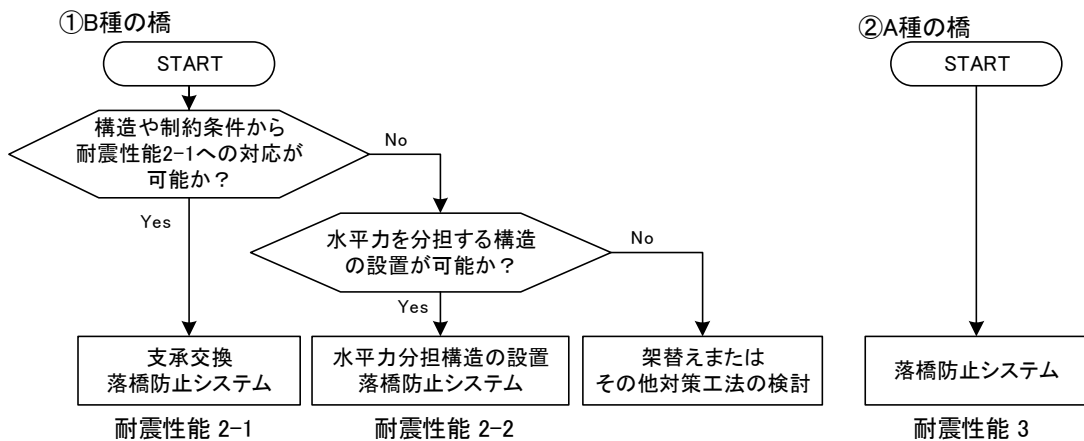 ①B種の橋
START
構造や制約条件から
耐震性能2-1への対応が
可能か？
No
Yes
水平力を分担する構造
の設置が可能か？
No
Yes
支承交換
落橋防止システム
耐震性能 2-1
水平力分担構造の設置
落橋防止システム
耐震性能 2-2
架替えまたは
その他対策工法の検討
②A種の橋
START
落橋防止システム
耐震性能 3